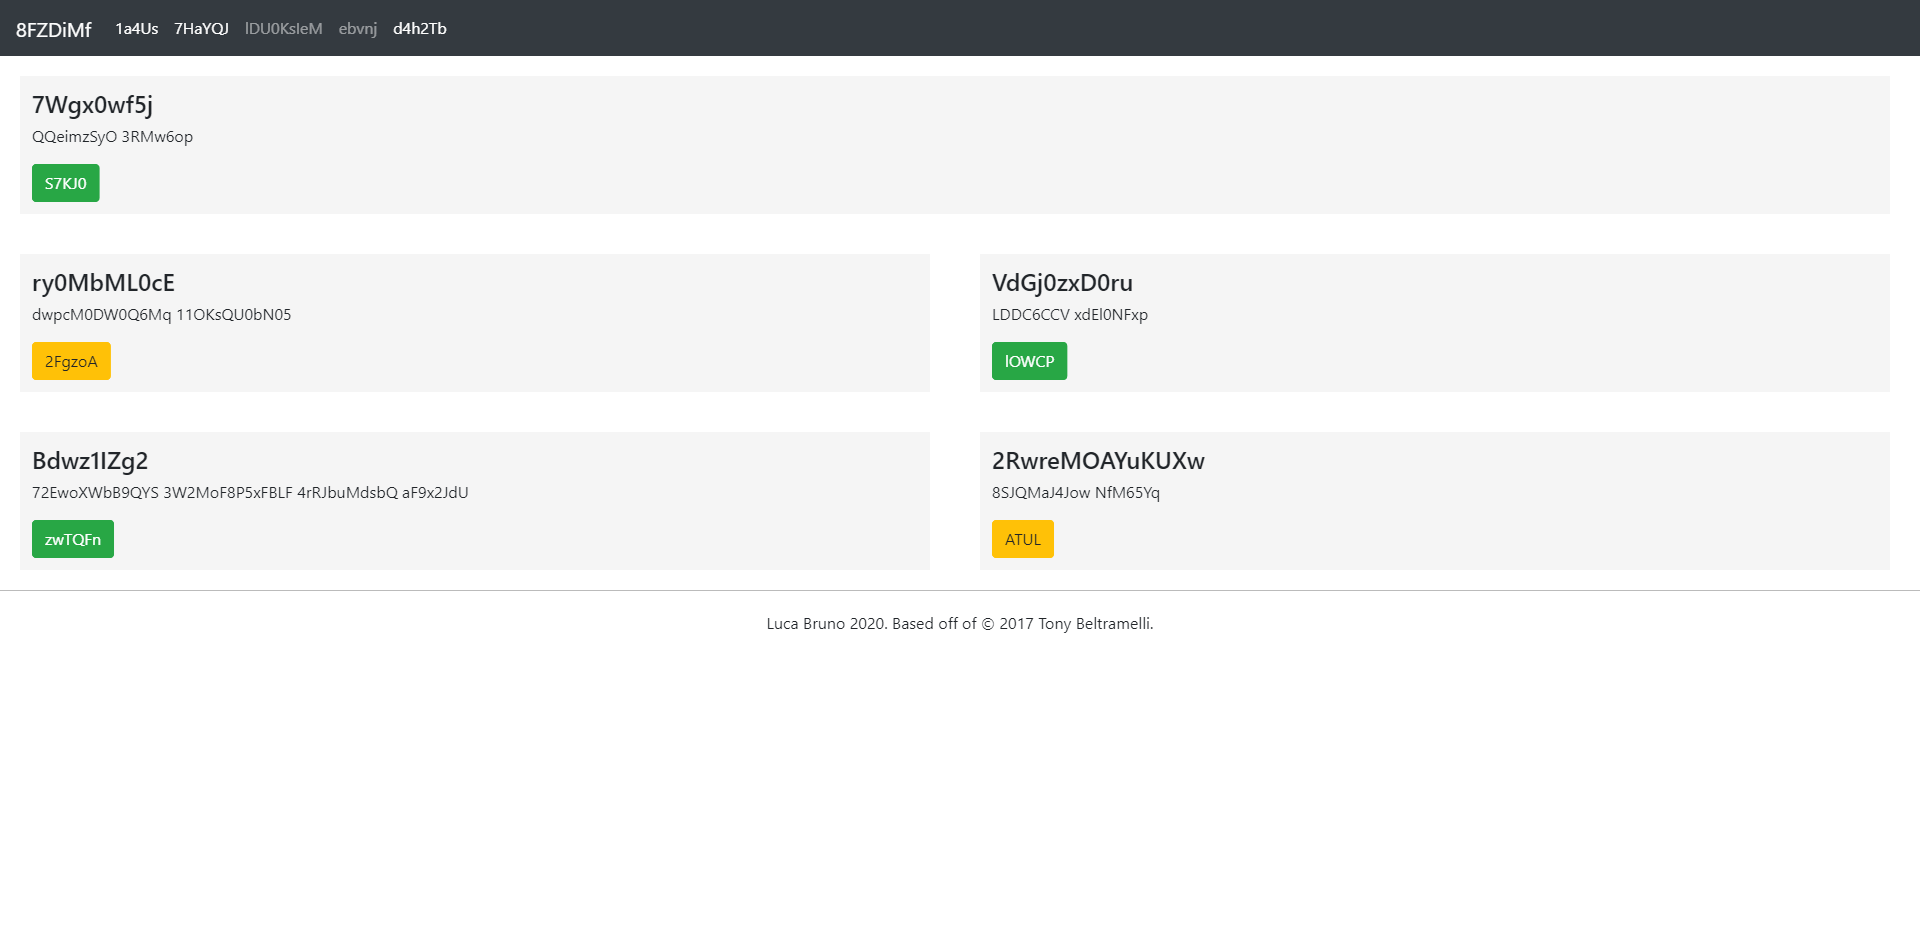 8FZDiMf 1a4Us 7HaYQJ lDU0KsIeM ebvnj d4h2Tb
7Wgx0wf5j
QQeimzSyO 3RMw6op
S7KJ0
ry0MbML0cE
dwpcM0DW0Q6Mq 11OKsQU0bN05
2FgzoA
VdGj0zxD0ru
LDDC6CCV xdEl0NFxp
lOWCP
Bdwz1IZg2
72EwoXWbB9QYS 3W2MoF8P5xFBLF 4rRJbuMdsbQ aF9x2JdU
zwTQFn
2RwreMOAYuKUXw
8SJQMaJ4Jow NfM65Yq
ATUL
Luca Bruno 2020. Based off of © 2017 Tony Beltramelli.